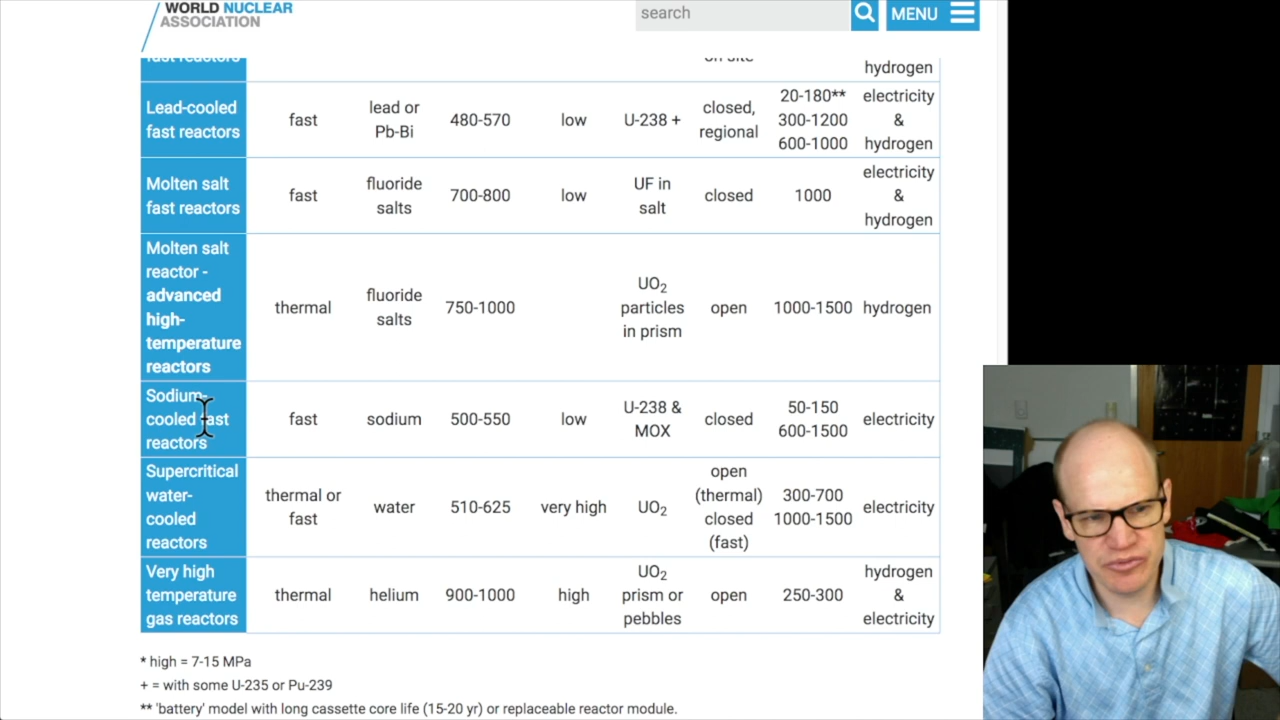 WORLD NUCLEAR
ASSOCIATION
search
MENU
fast reactors
on site
hydrogen
Lead-cooled
fast reactors
fast
lead or
Pb-Bi
480-570
low
U-238 +
closed,
regional
20-180**
300-1200
600-1000
electricity
&
hydrogen
Molten salt
fast reactors
fast
fluoride
salts
700-800
low
UF in
salt
closed
1000
electricity
&
hydrogen
Molten salt
reactor -
advanced
high-
temperature
reactors
thermal
fluoride
salts
750-1000
UO2
particles
in prism
open
1000-1500
hydrogen
Sodium-
cooled fast
reactors
fast
sodium
500-550
low
U-238 &
MOX
closed
50-150
600-1500
electricity
Supercritical
water-
cooled
reactors
thermal or
fast
water
510-625
very high
UO2
open
(thermal)
closed
(fast)
300-700
1000-1500
electricity
Very high
temperature
gas reactors
thermal
helium
900-1000
high
UO2
prism or
pebbles
open
250-300
hydrogen
&
electricity
* high = 7-15 MPa
+ = with some U-235 or Pu-239
** 'battery' model with long cassette core life (15-20 yr) or replaceable reactor module.